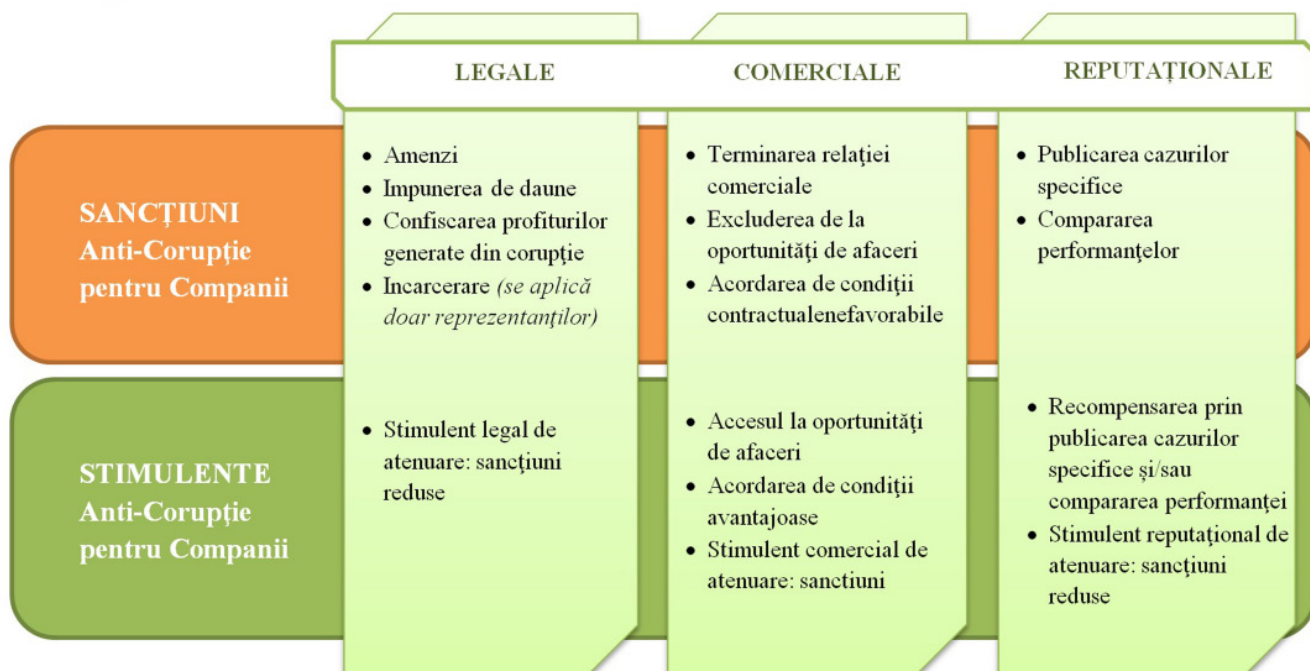 LEGALE
COMERCIALE
REPUTAȚIONALE
SANCȚIUNI
Anti-Corupție
pentru Companii
• Amenzi
• Impunerea de daune
• Confiscarea profiturilor
generate din corupție
• Incarcerare (se aplică
doar reprezentanților)
• Terminarea relației
comerciale
• Excluderea de la
oportunități de afaceri
• Acordarea de condiții
contractualenefavorabile
• Publicarea cazurilor
specifice
• Compararea
performanțelor
STIMULENTE
Anti-Corupție
pentru Companii
• Stimulent legal de
atenuare: sancțiuni
reduse
• Accesul la oportunități
de afaceri
• Acordarea de condiții
avantajoase
• Stimulent comercial de
atenuare: sanctiuni
• Recompensarea prin
publicarea cazurilor
specifice și/sau
compararea performanței
• Stimulent reputațional de
atenuare: sancțiuni
reduse